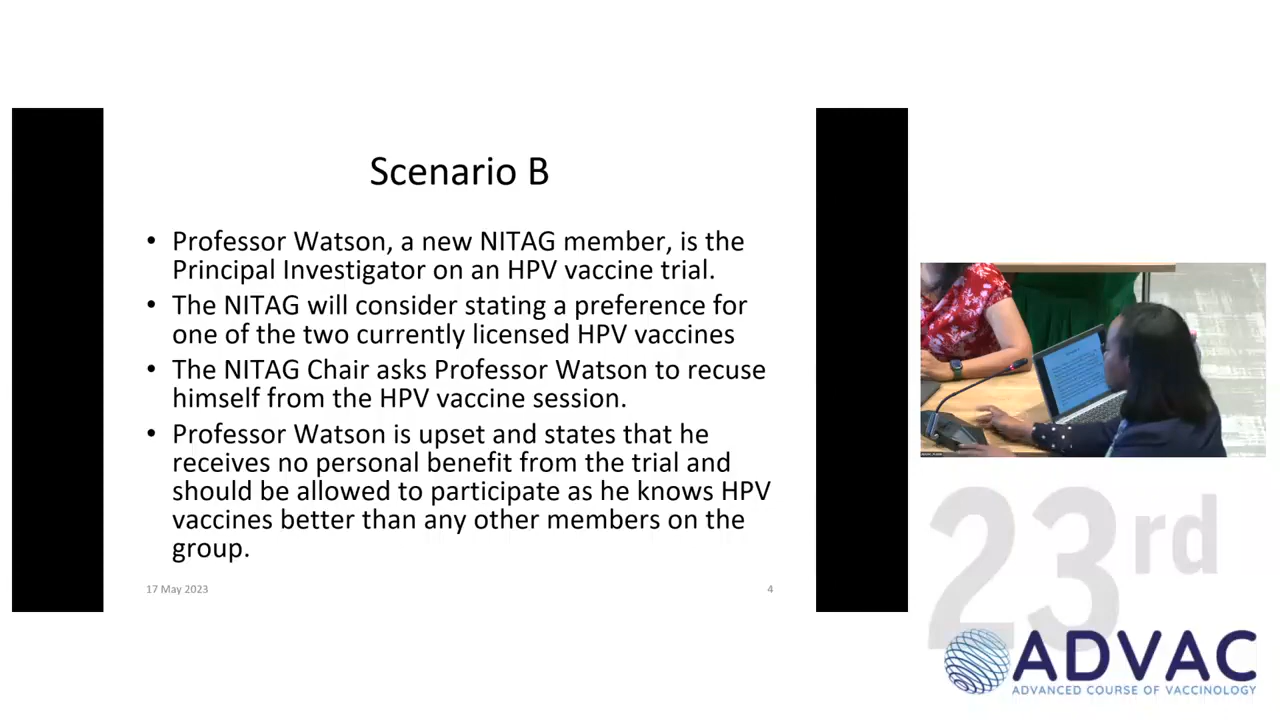 Scenario B
• Professor Watson, a new NITAG member, is the
Principal Investigator on an HPV vaccine trial.
• The NITAG will consider stating a preference for
one of the two currently licensed HPV vaccines
• The NITAG Chair asks Professor Watson to recuse
himself from the HPV vaccine session.
• Professor Watson is upset and states that he
receives no personal benefit from the trial and
should be allowed to participate as he knows HPV
vaccines better than any other members on the
group.
17 May 2023
4
23rd
ADVAC
ADVANCED COURSE OF VACCINOLOGY